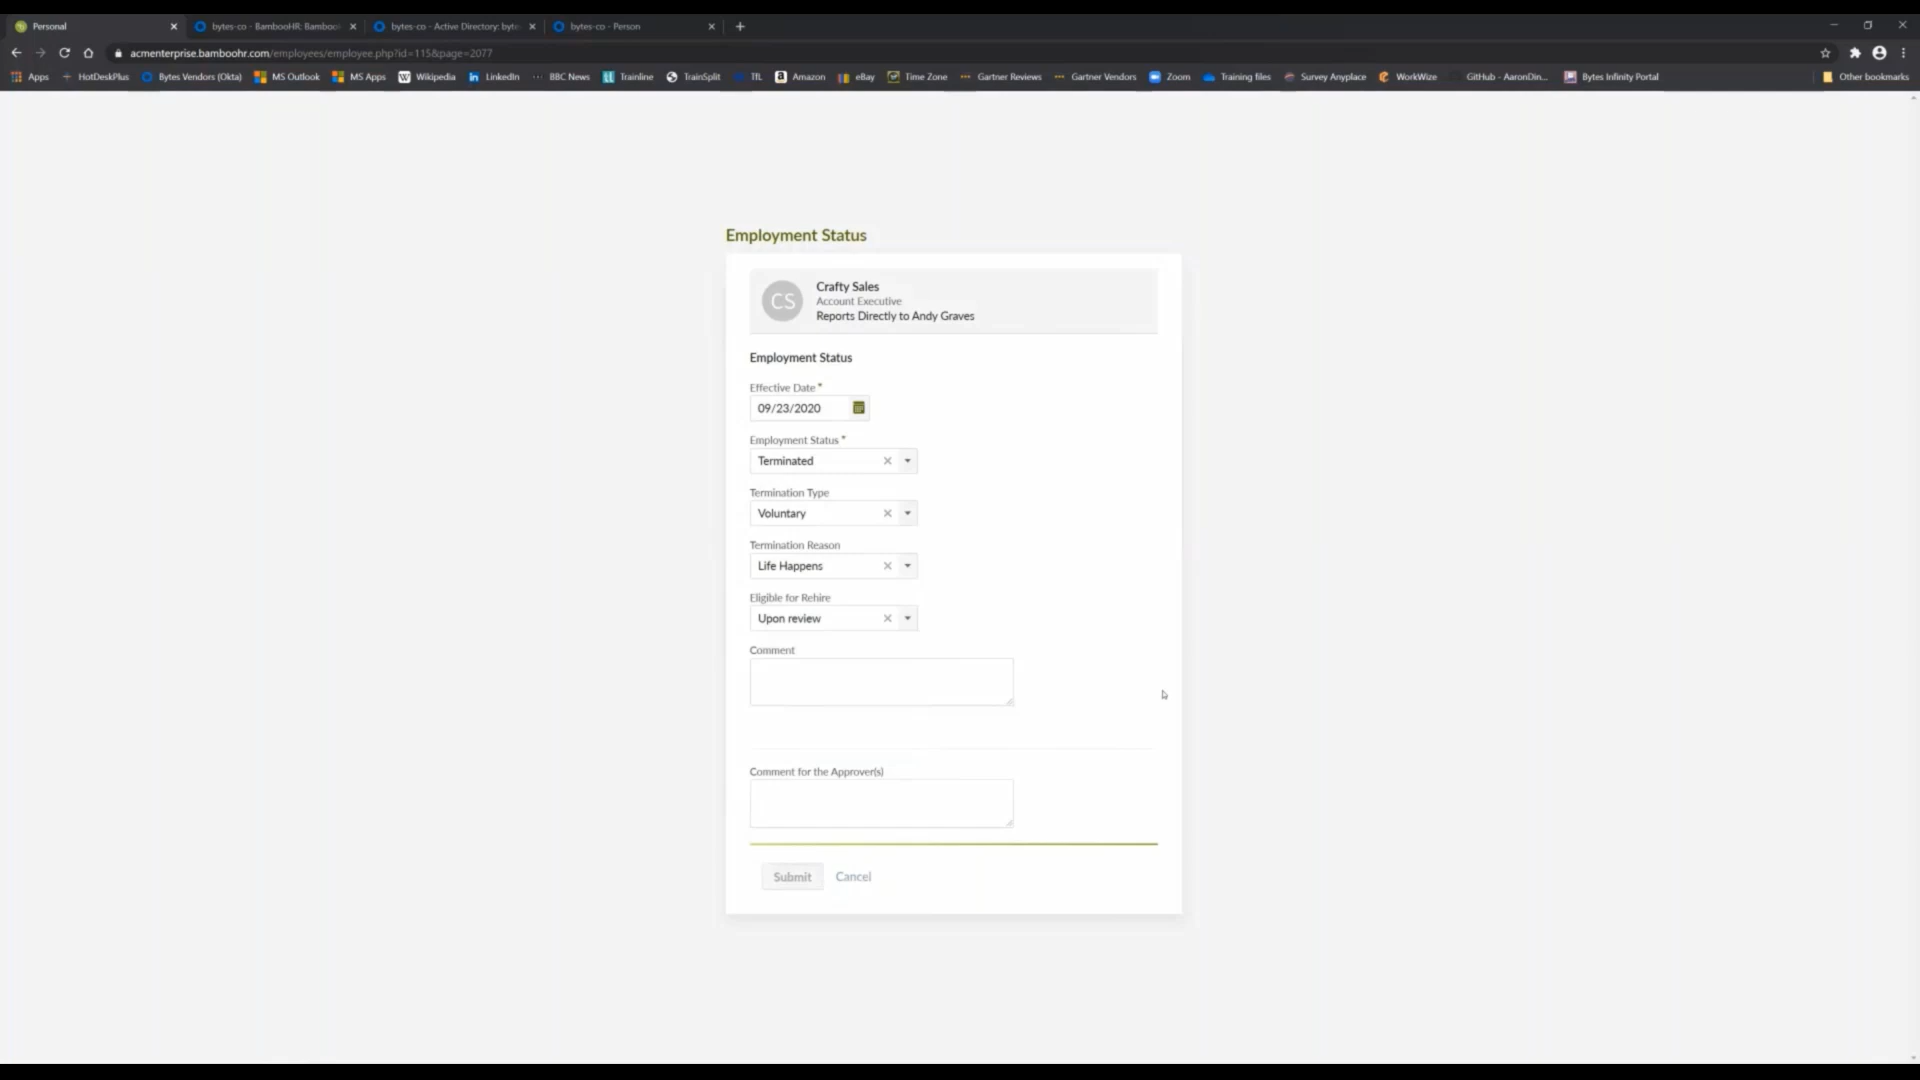 Personal
bytes-co - BambooHR: Bamboo
bytes-co - Active Directory: byte
bytes-co - Person
acmenterprise.bamboohr.com/employees/employee.php?id=115&page=2077
Apps
HotDeskPlus
Bytes Vendors (Okta)
MS Outlook
MS Apps
Wikipedia
LinkedIn
BBC News
Trainline
TrainSplit
TfL
Amazon
eBay
Time Zone
Gartner Reviews
Gartner Vendors
Zoom
Training files
Survey Anyplace
WorkWize
GitHub - AaronDin...
Bytes Infinity Portal
Other bookmarks
Employment Status
CS
Crafty Sales
Account Executive
Reports Directly to Andy Graves
Employment Status
Effective Date *
09/23/2020
Employment Status *
Terminated
Termination Type
Voluntary
Termination Reason
Life Happens
Eligible for Rehire
Upon review
Comment
Comment for the Approver(s)
Submit
Cancel